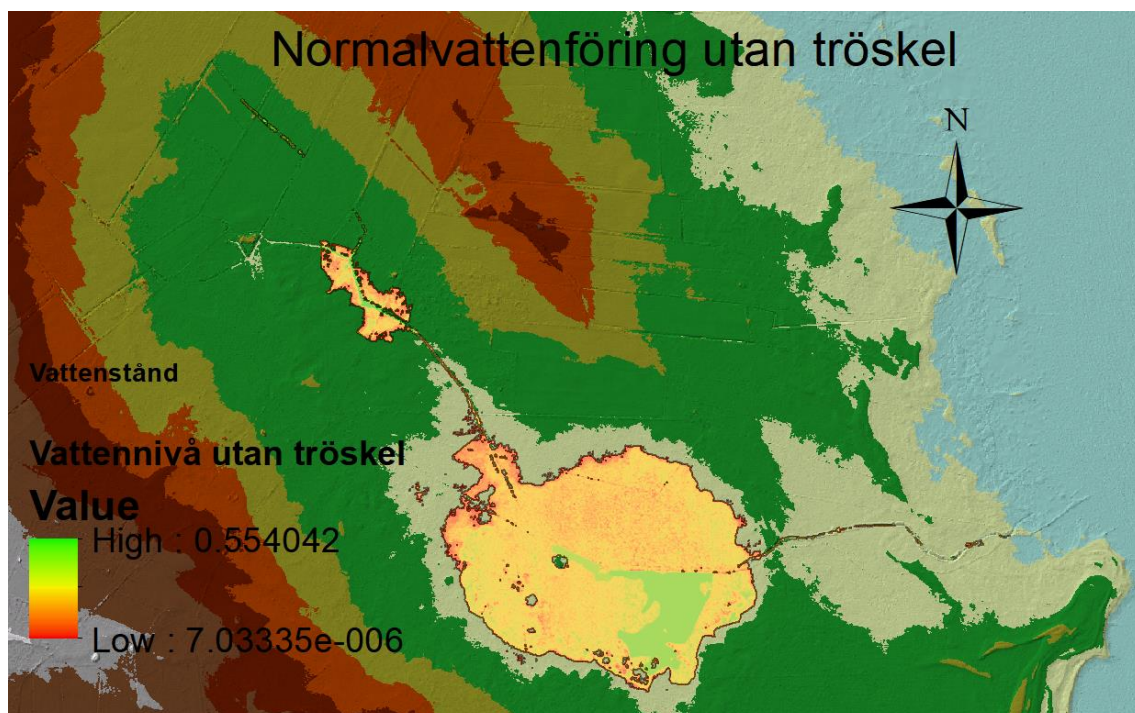 Normalvattenföring utan tröskel
N
Vattenstånd
Vattennivå utan tröskel
Value
High : 0.554042
Low : 7.03335e-006